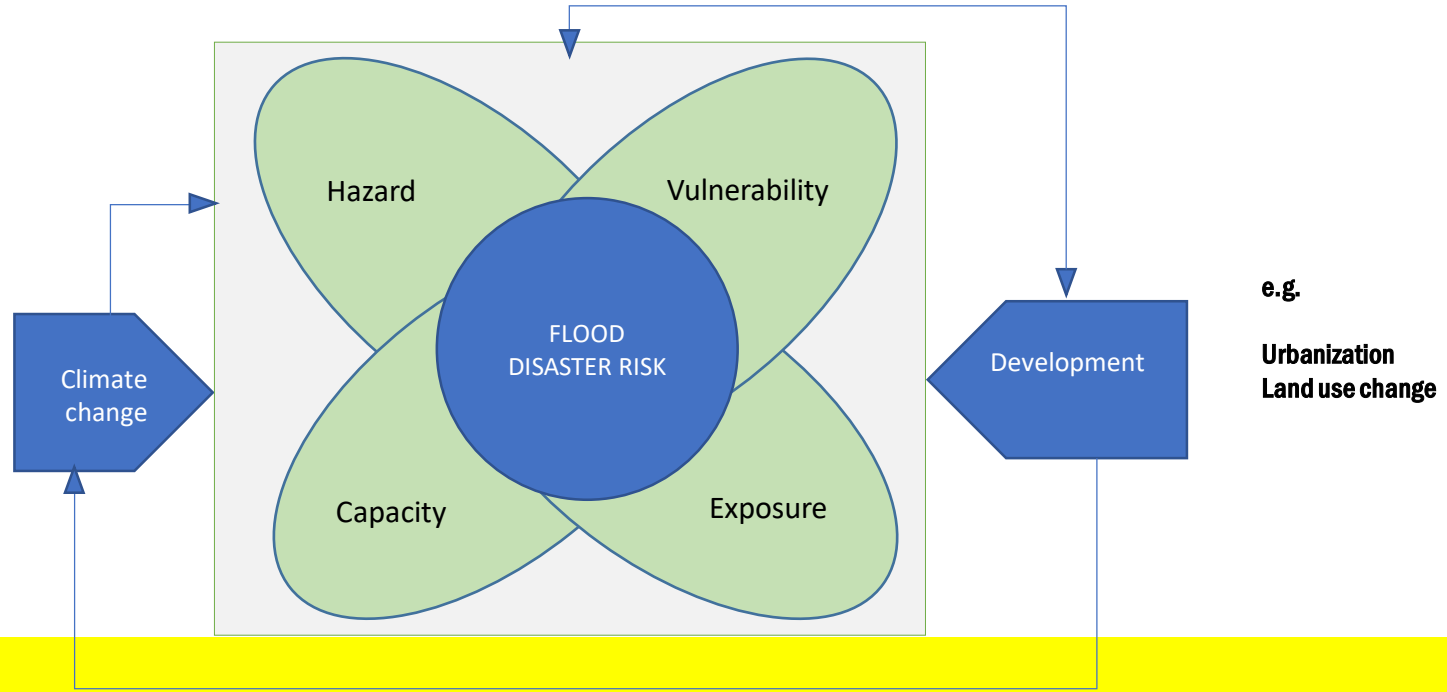 Hazard
Vulnerability
FLOOD
DISASTER RISK
Climate
change
Development
e.g.
Urbanization
Land use change
Capacity
Exposure